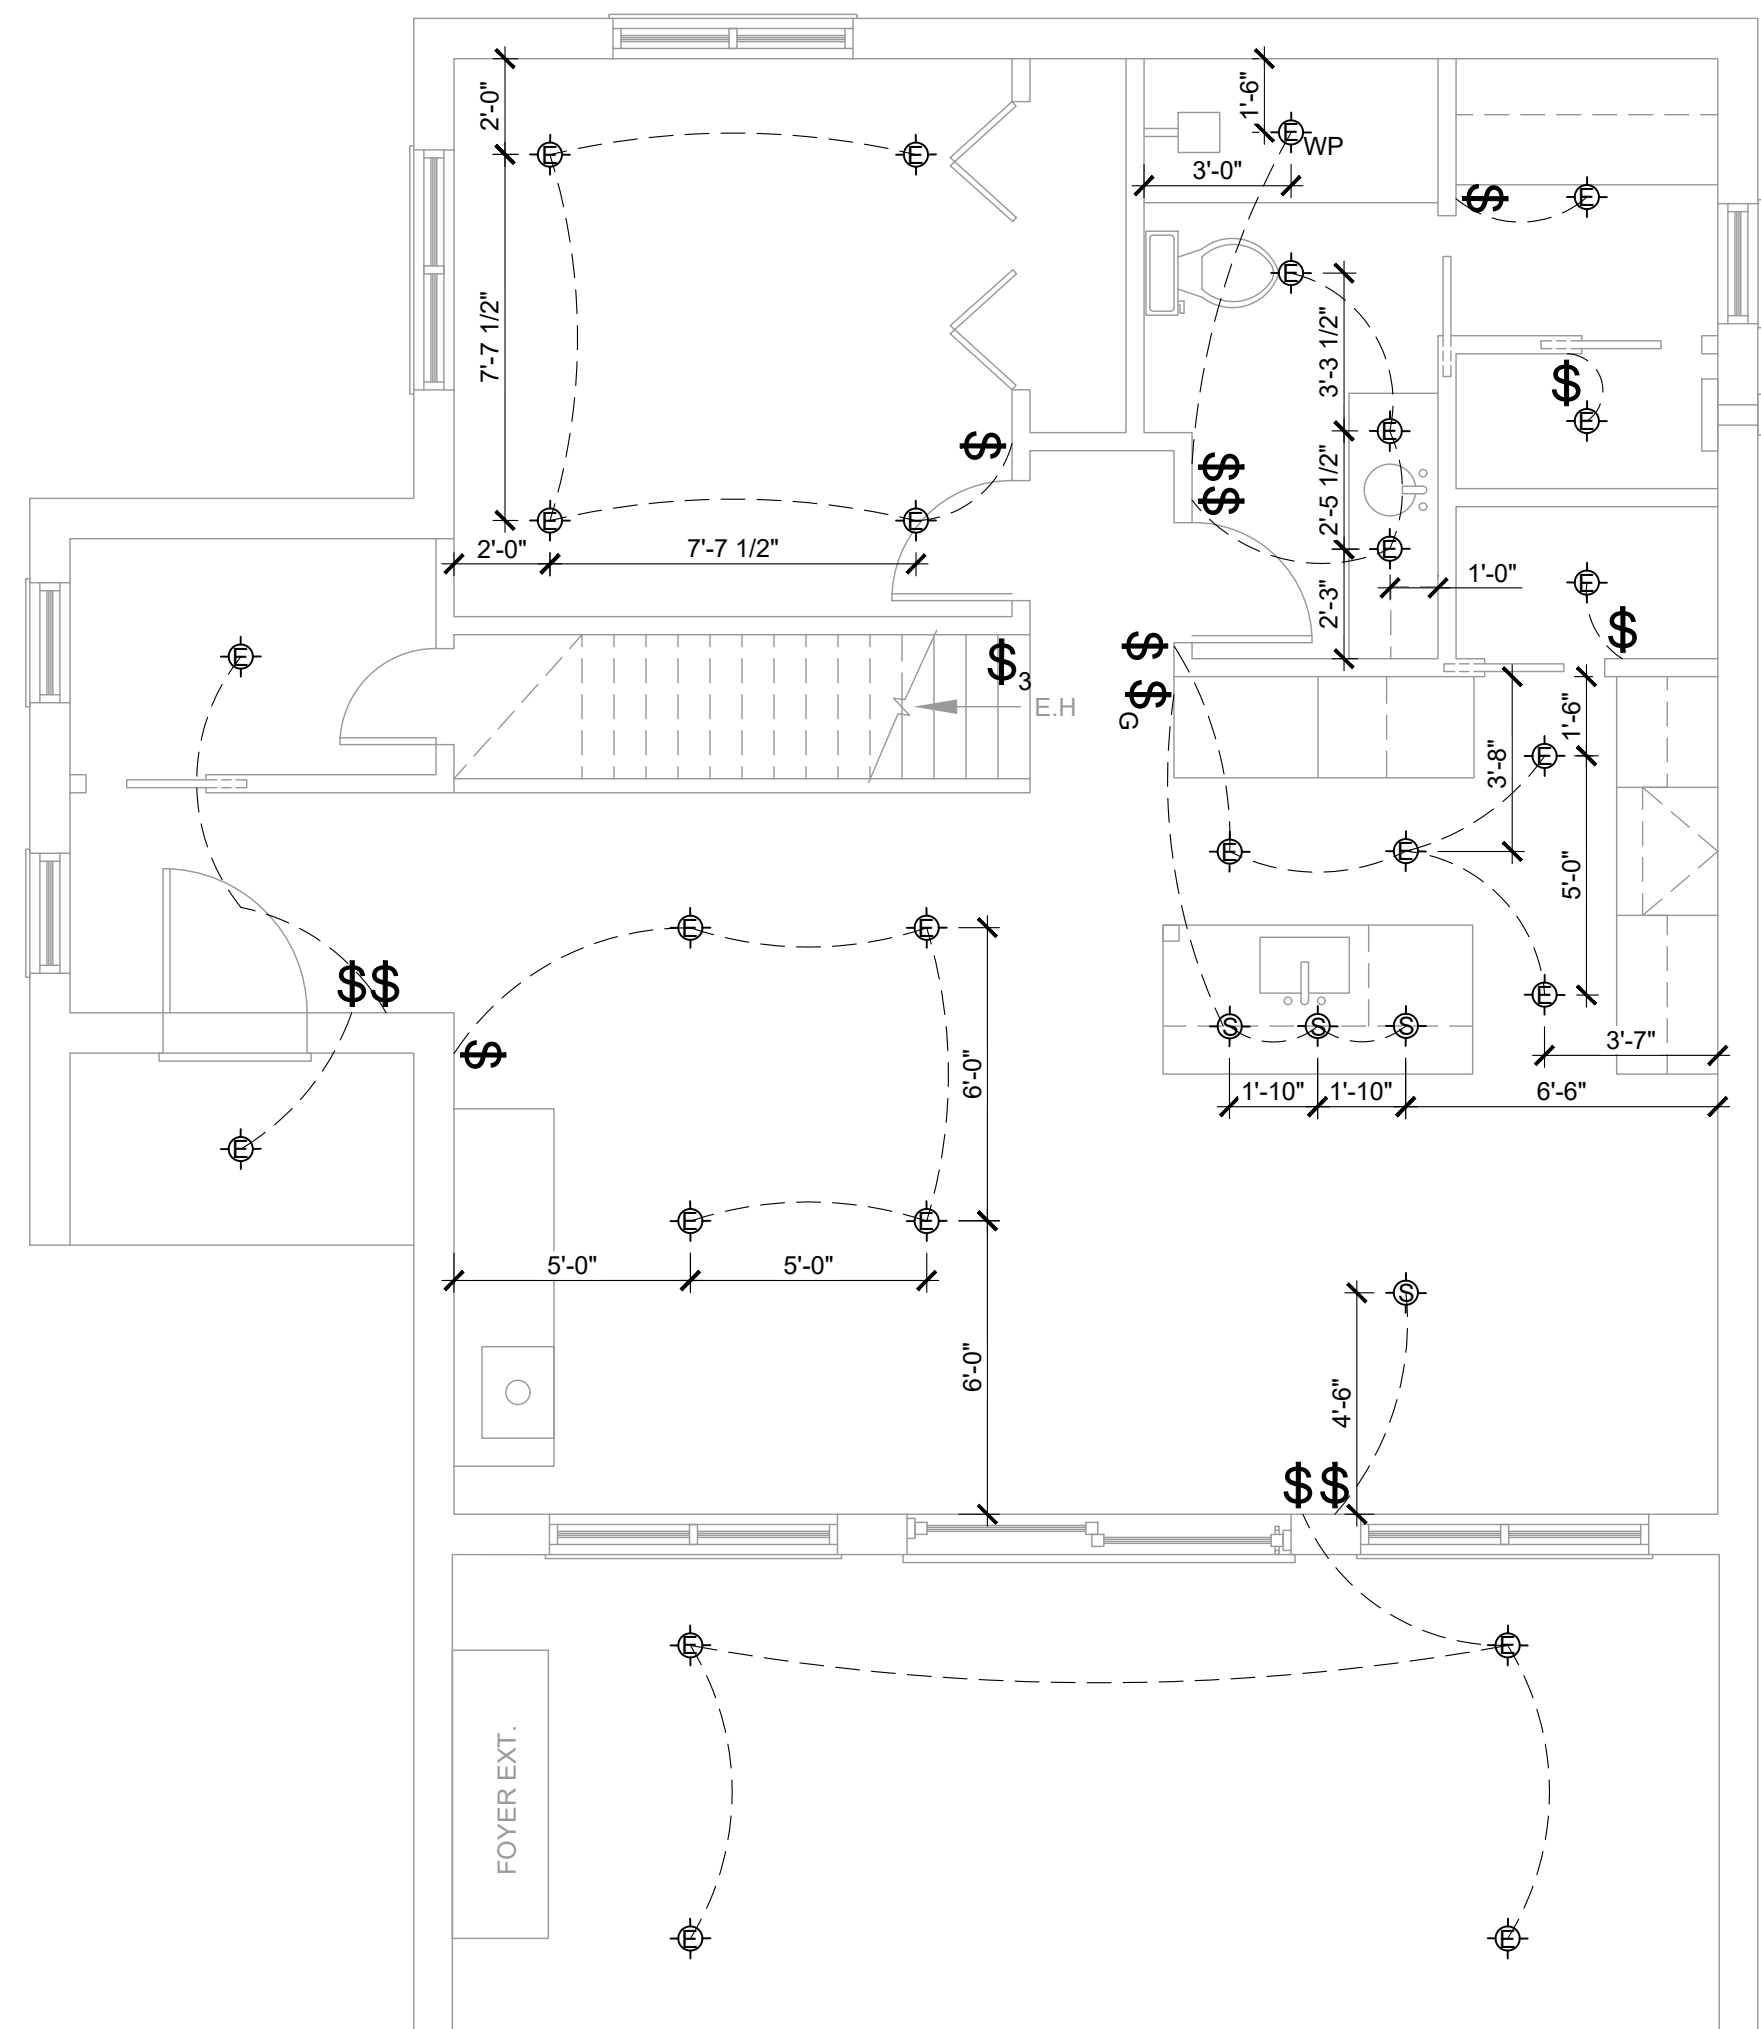 2'-0"
1'-6"
E
E
E
WP
3'-0"
$
E
E
7'-7 1/2"
3'-3 1/2"
$
E
E
$
$
$
2'-5 1/2"
E
E
E
2'-0"
7'-7 1/2"
1'-0"
E
2'-3"
$
E
$
$3
$
G
E.H
1'-6"
E
3'-8"
E
E
5'-0"
E
E
$$
E
S
S
S
3'-7"
$
6'-0"
1'-10"
1'-10"
6'-6"
E
E
E
5'-0"
5'-0"
S
6'-0"
4'-6"
$$
E
E
FOYER EXT.
E
E